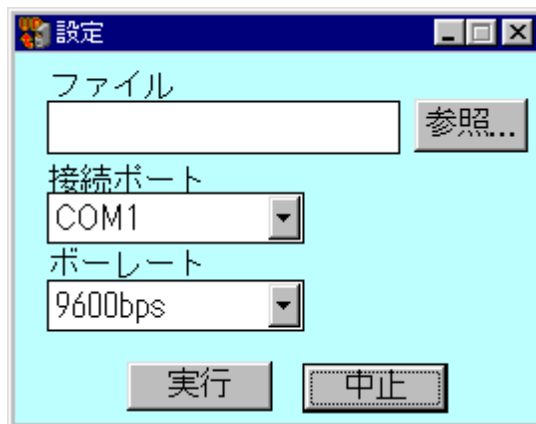 設定
ファイル
参照...
接続ポート
COM1
ボーレート
9600bps
実行
中止